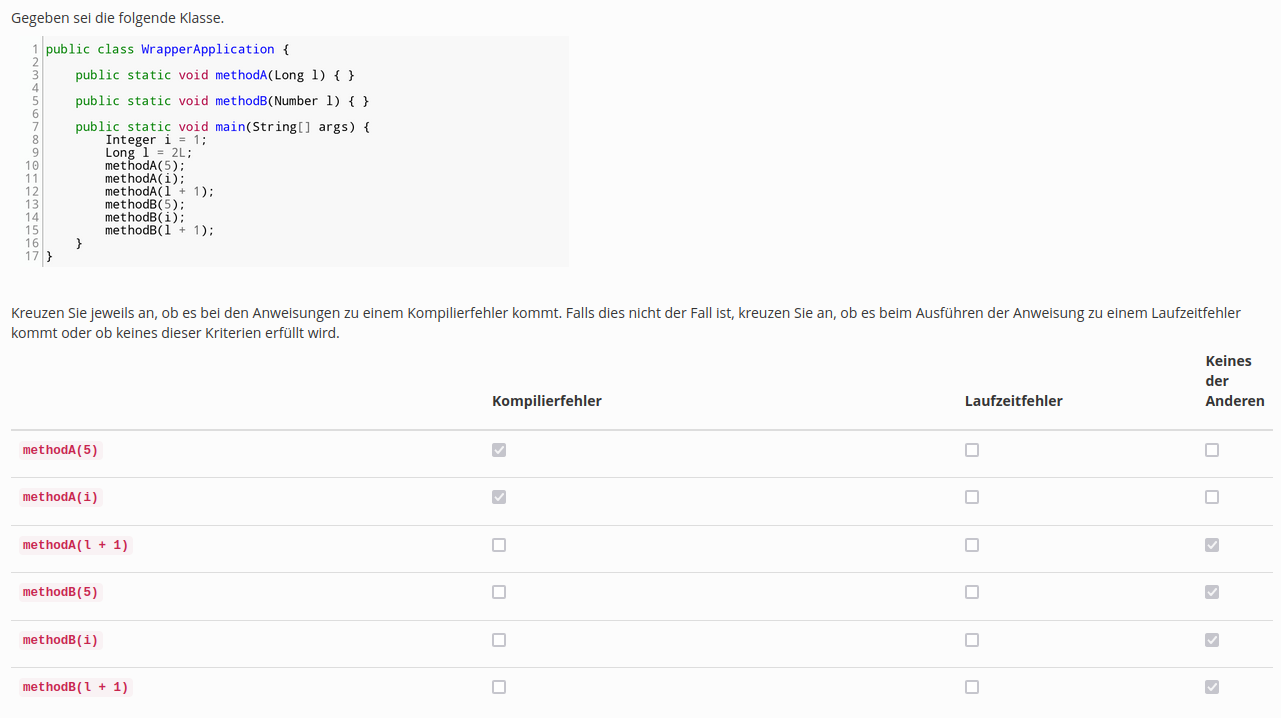 Gegeben sei die folgende Klasse.
1 public class WrapperApplication {
2
3     public static void methodA(Long l) { }
4
5     public static void methodB(Number l) { }
6
7     public static void main(String[] args) {
8         Integer i = 1;
9         Long l = 2L;
10         methodA(5);
11         methodA(i);
12         methodA(l + 1);
13         methodB(5);
14         methodB(i);
15         methodB(l + 1);
16     }
17 }
Kreuzen Sie jeweils an, ob es bei den Anweisungen zu einem Kompilierfehler kommt. Falls dies nicht der Fall ist, kreuzen Sie an, ob es beim Ausführen der Anweisung zu einem Laufzeitfehler
kommt oder ob keines dieser Kriterien erfüllt wird.
Keines
der
Kompilierfehler Laufzeitfehler Anderen
methodA(5)
methodA(i)
methodA(l + 1)
methodB(5)
methodB(i)
methodB(l + 1)